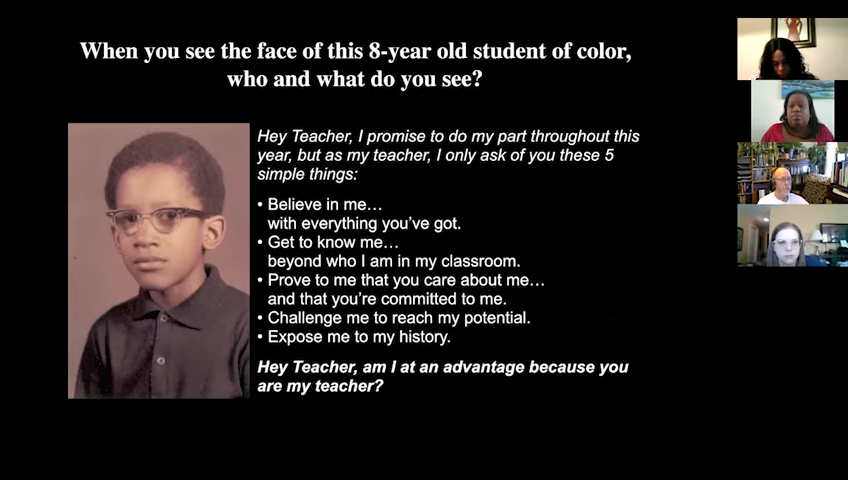 When you see the face of this 8-year old student of color,
who and what do you see?
Hey Teacher, I promise to do my part throughout this
year, but as my teacher, I only ask of you these 5
simple things:
• Believe in me…
with everything you've got.
• Get to know me…
beyond who I am in my classroom.
• Prove to me that you care about me…
and that you're committed to me.
• Challenge me to reach my potential.
• Expose me to my history.
Hey Teacher, am I at an advantage because you
are my teacher?